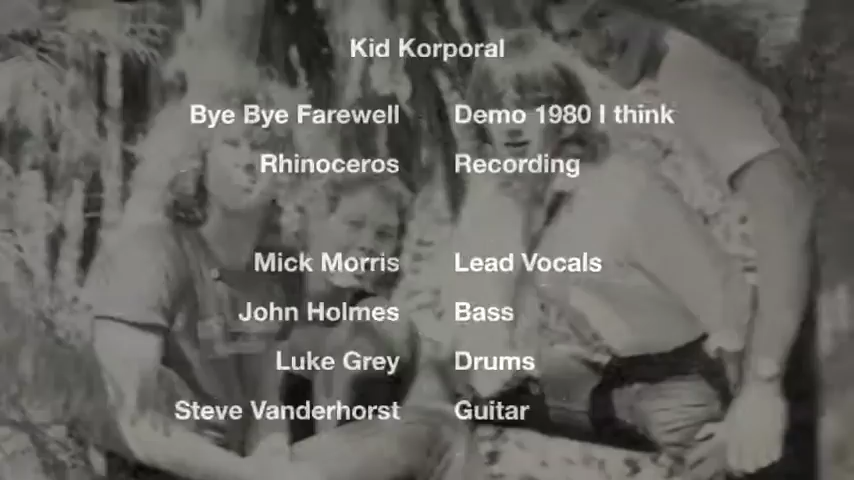 Kid Korporal
Bye Bye Farewell Demo 1980 I think
Rhinoceros Recording
Mick Morris Lead Vocals
John Holmes Bass
Luke Grey Drums
Steve Vanderhorst Guitar